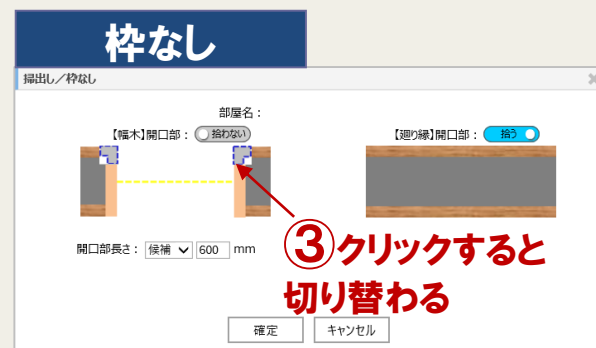 枠なし
掃出し／枠なし
部屋名：
【幅木】開口部： 拾わない
【廻り縁】開口部： 拾う
開口部長さ： 候補 600 mm
③クリックすると
切り替わる
確定 キャンセル